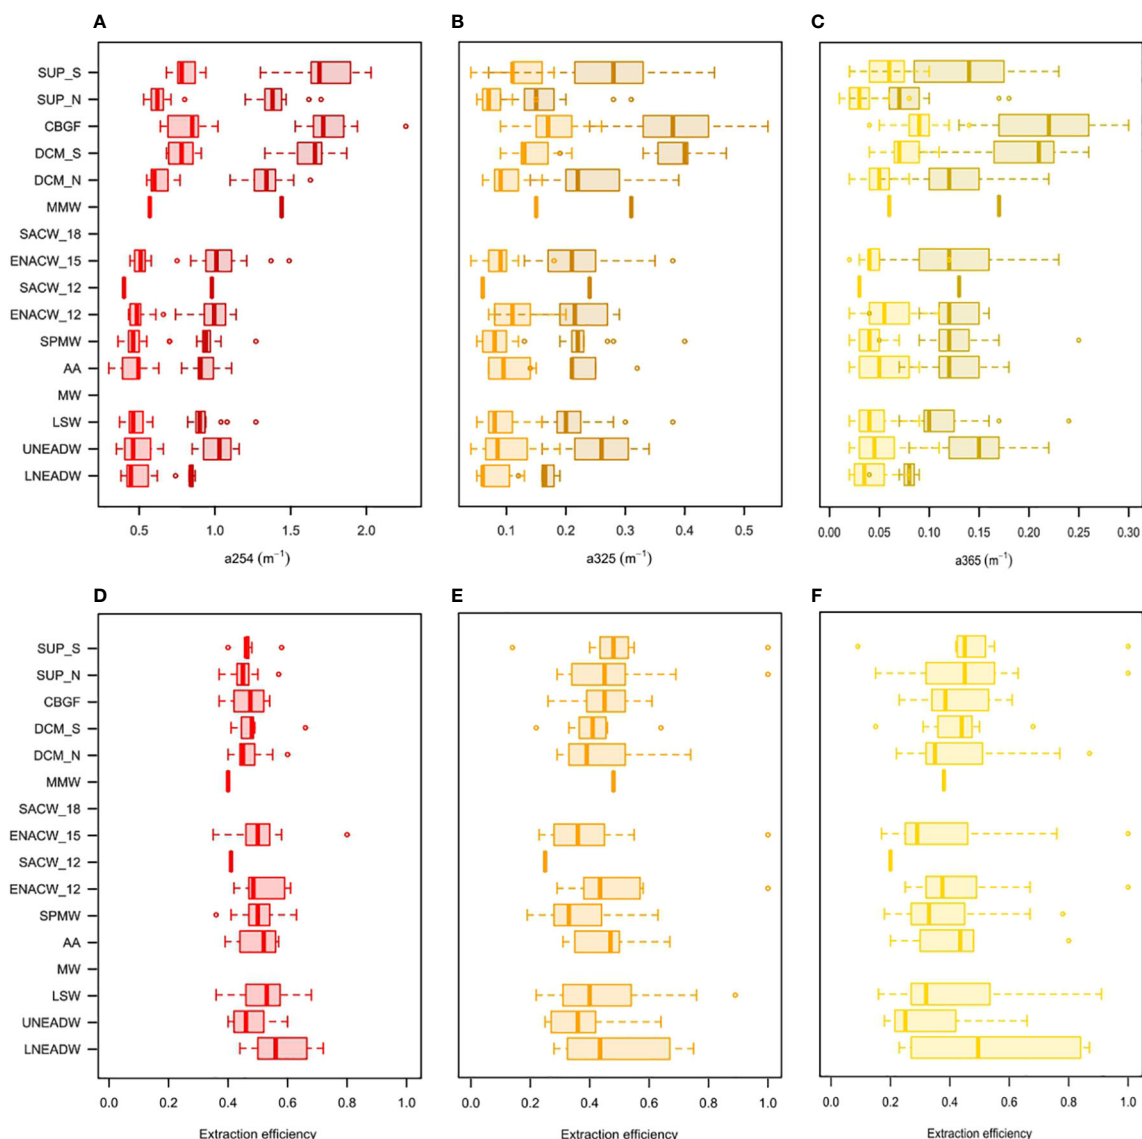 A B C
SUP_S
SUP_N
CBGF
DCM_S
DCM_N
MMW
SACW_18
ENACW_15
SACW_12
ENACW_12
SPMW
AA
MW
LSW
UNEADW
LNEADW
0.5 1.0 1.5 2.0 0.1 0.2 0.3 0.4 0.5 0.00 0.05 0.10 0.15 0.20 0.25 0.30
a254 (m⁻¹) a325 (m⁻¹) a365 (m⁻¹)
D E F
SUP_S
SUP_N
CBGF
DCM_S
DCM_N
MMW
SACW_18
ENACW_15
SACW_12
ENACW_12
SPMW
AA
MW
LSW
UNEADW
LNEADW
0.0 0.2 0.4 0.6 0.8 1.0 0.0 0.2 0.4 0.6 0.8 1.0 0.0 0.2 0.4 0.6 0.8 1.0
Extraction efficiency Extraction efficiency Extraction efficiency